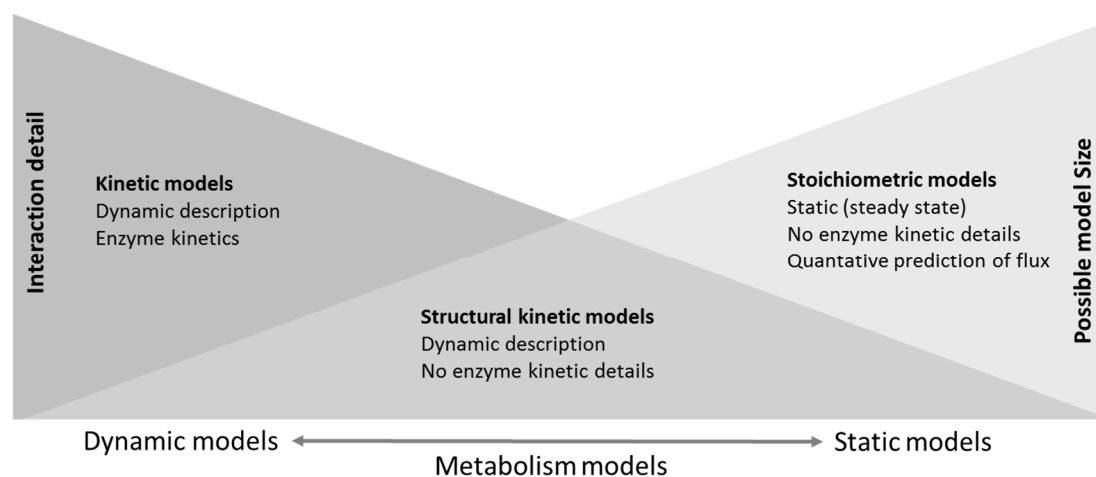 Interaction detail
Kinetic models
Dynamic description
Enzyme kinetics
Structural kinetic models
Dynamic description
No enzyme kinetic details
Stoichiometric models
Static (steady state)
No enzyme kinetic details
Quantative prediction of flux
Possible model Size
Dynamic models
Static models
Metabolism models